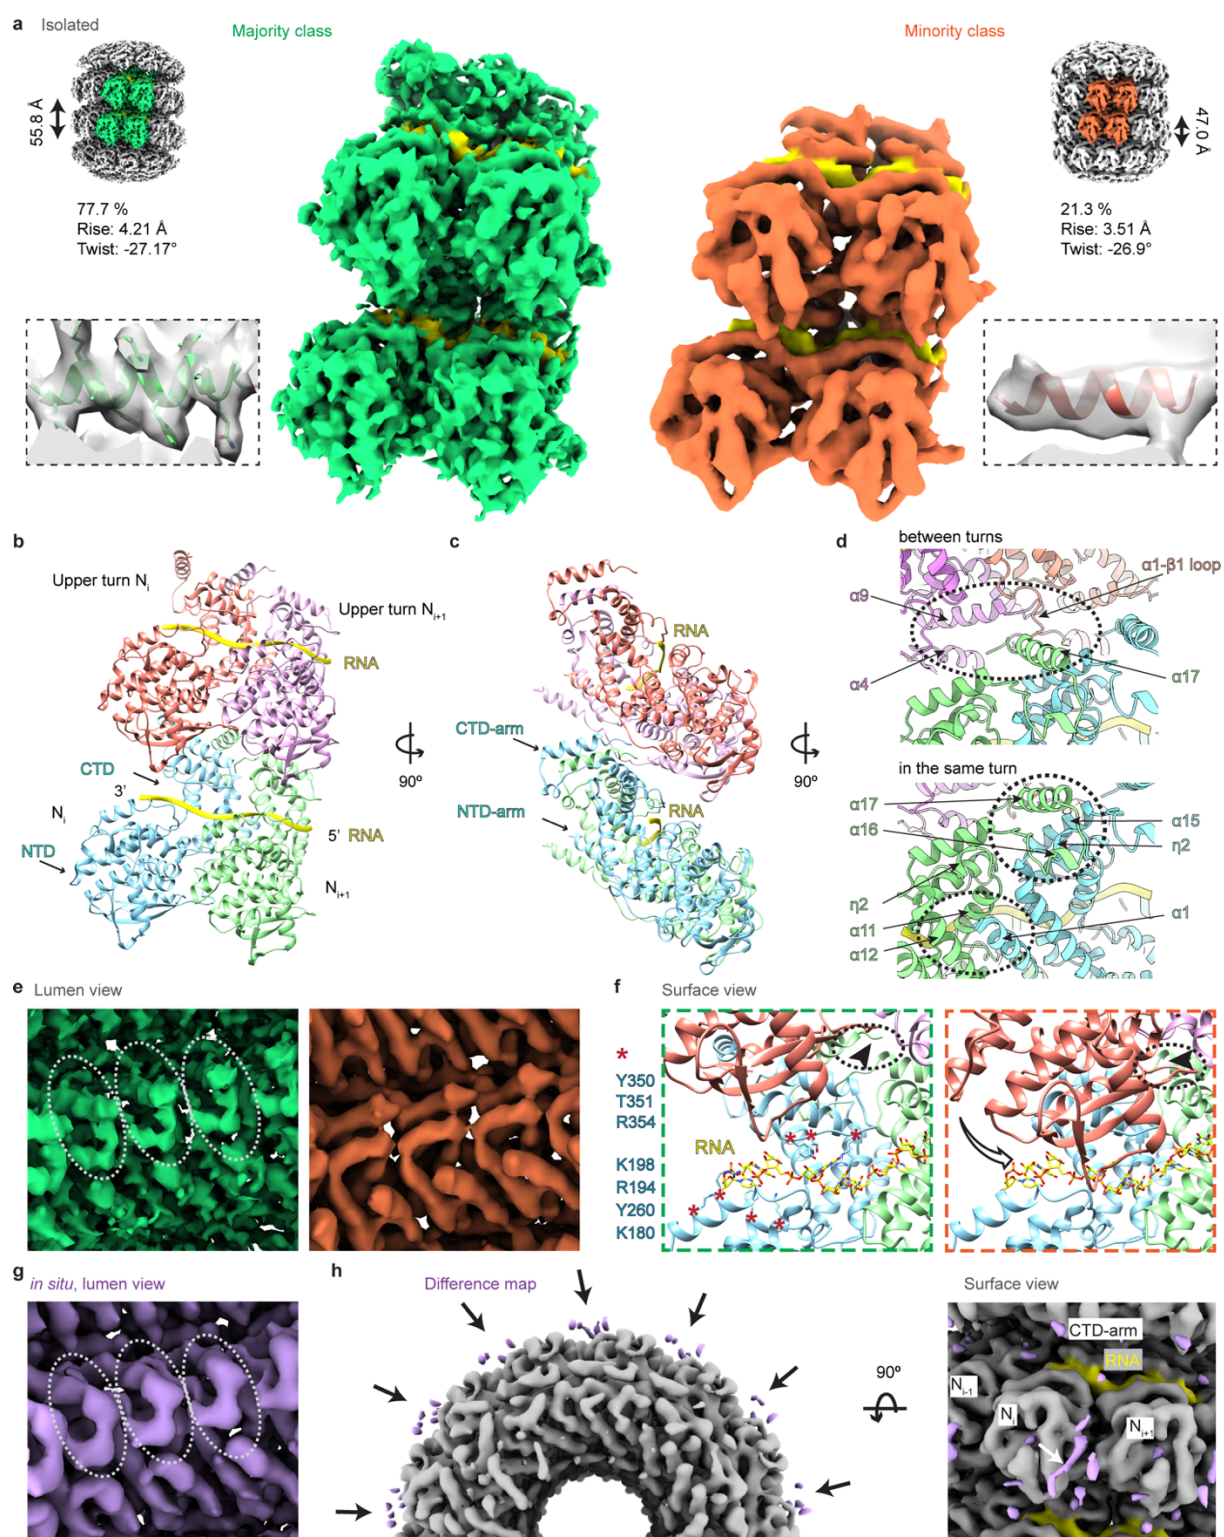 a Isolated
Majority class
Minority class
55.8 Å
47.0 Å
77.7 %
Rise: 4.21 Å
Twist: -27.17°
21.3 %
Rise: 3.51 Å
Twist: -26.9°
b
Upper turn Ni
Upper turn Ni+1
RNA
CTD
3'
Ni
5' RNA
NTD
Ni+1
90º
c
RNA
CTD-arm
NTD-arm
RNA
90º
d
between turns
α1-β1 loop
α9
α4
α17
in the same turn
α17
α15
α16
η2
η2
α11
α1
α12
e Lumen view
f Surface view
*
Y350
T351
R354
RNA
K198
R194
Y260
K180
* * *
*
* * *
g in situ, lumen view
h Difference map
90º
Surface view
CTD-arm
RNA
Ni-1
Ni
Ni+1